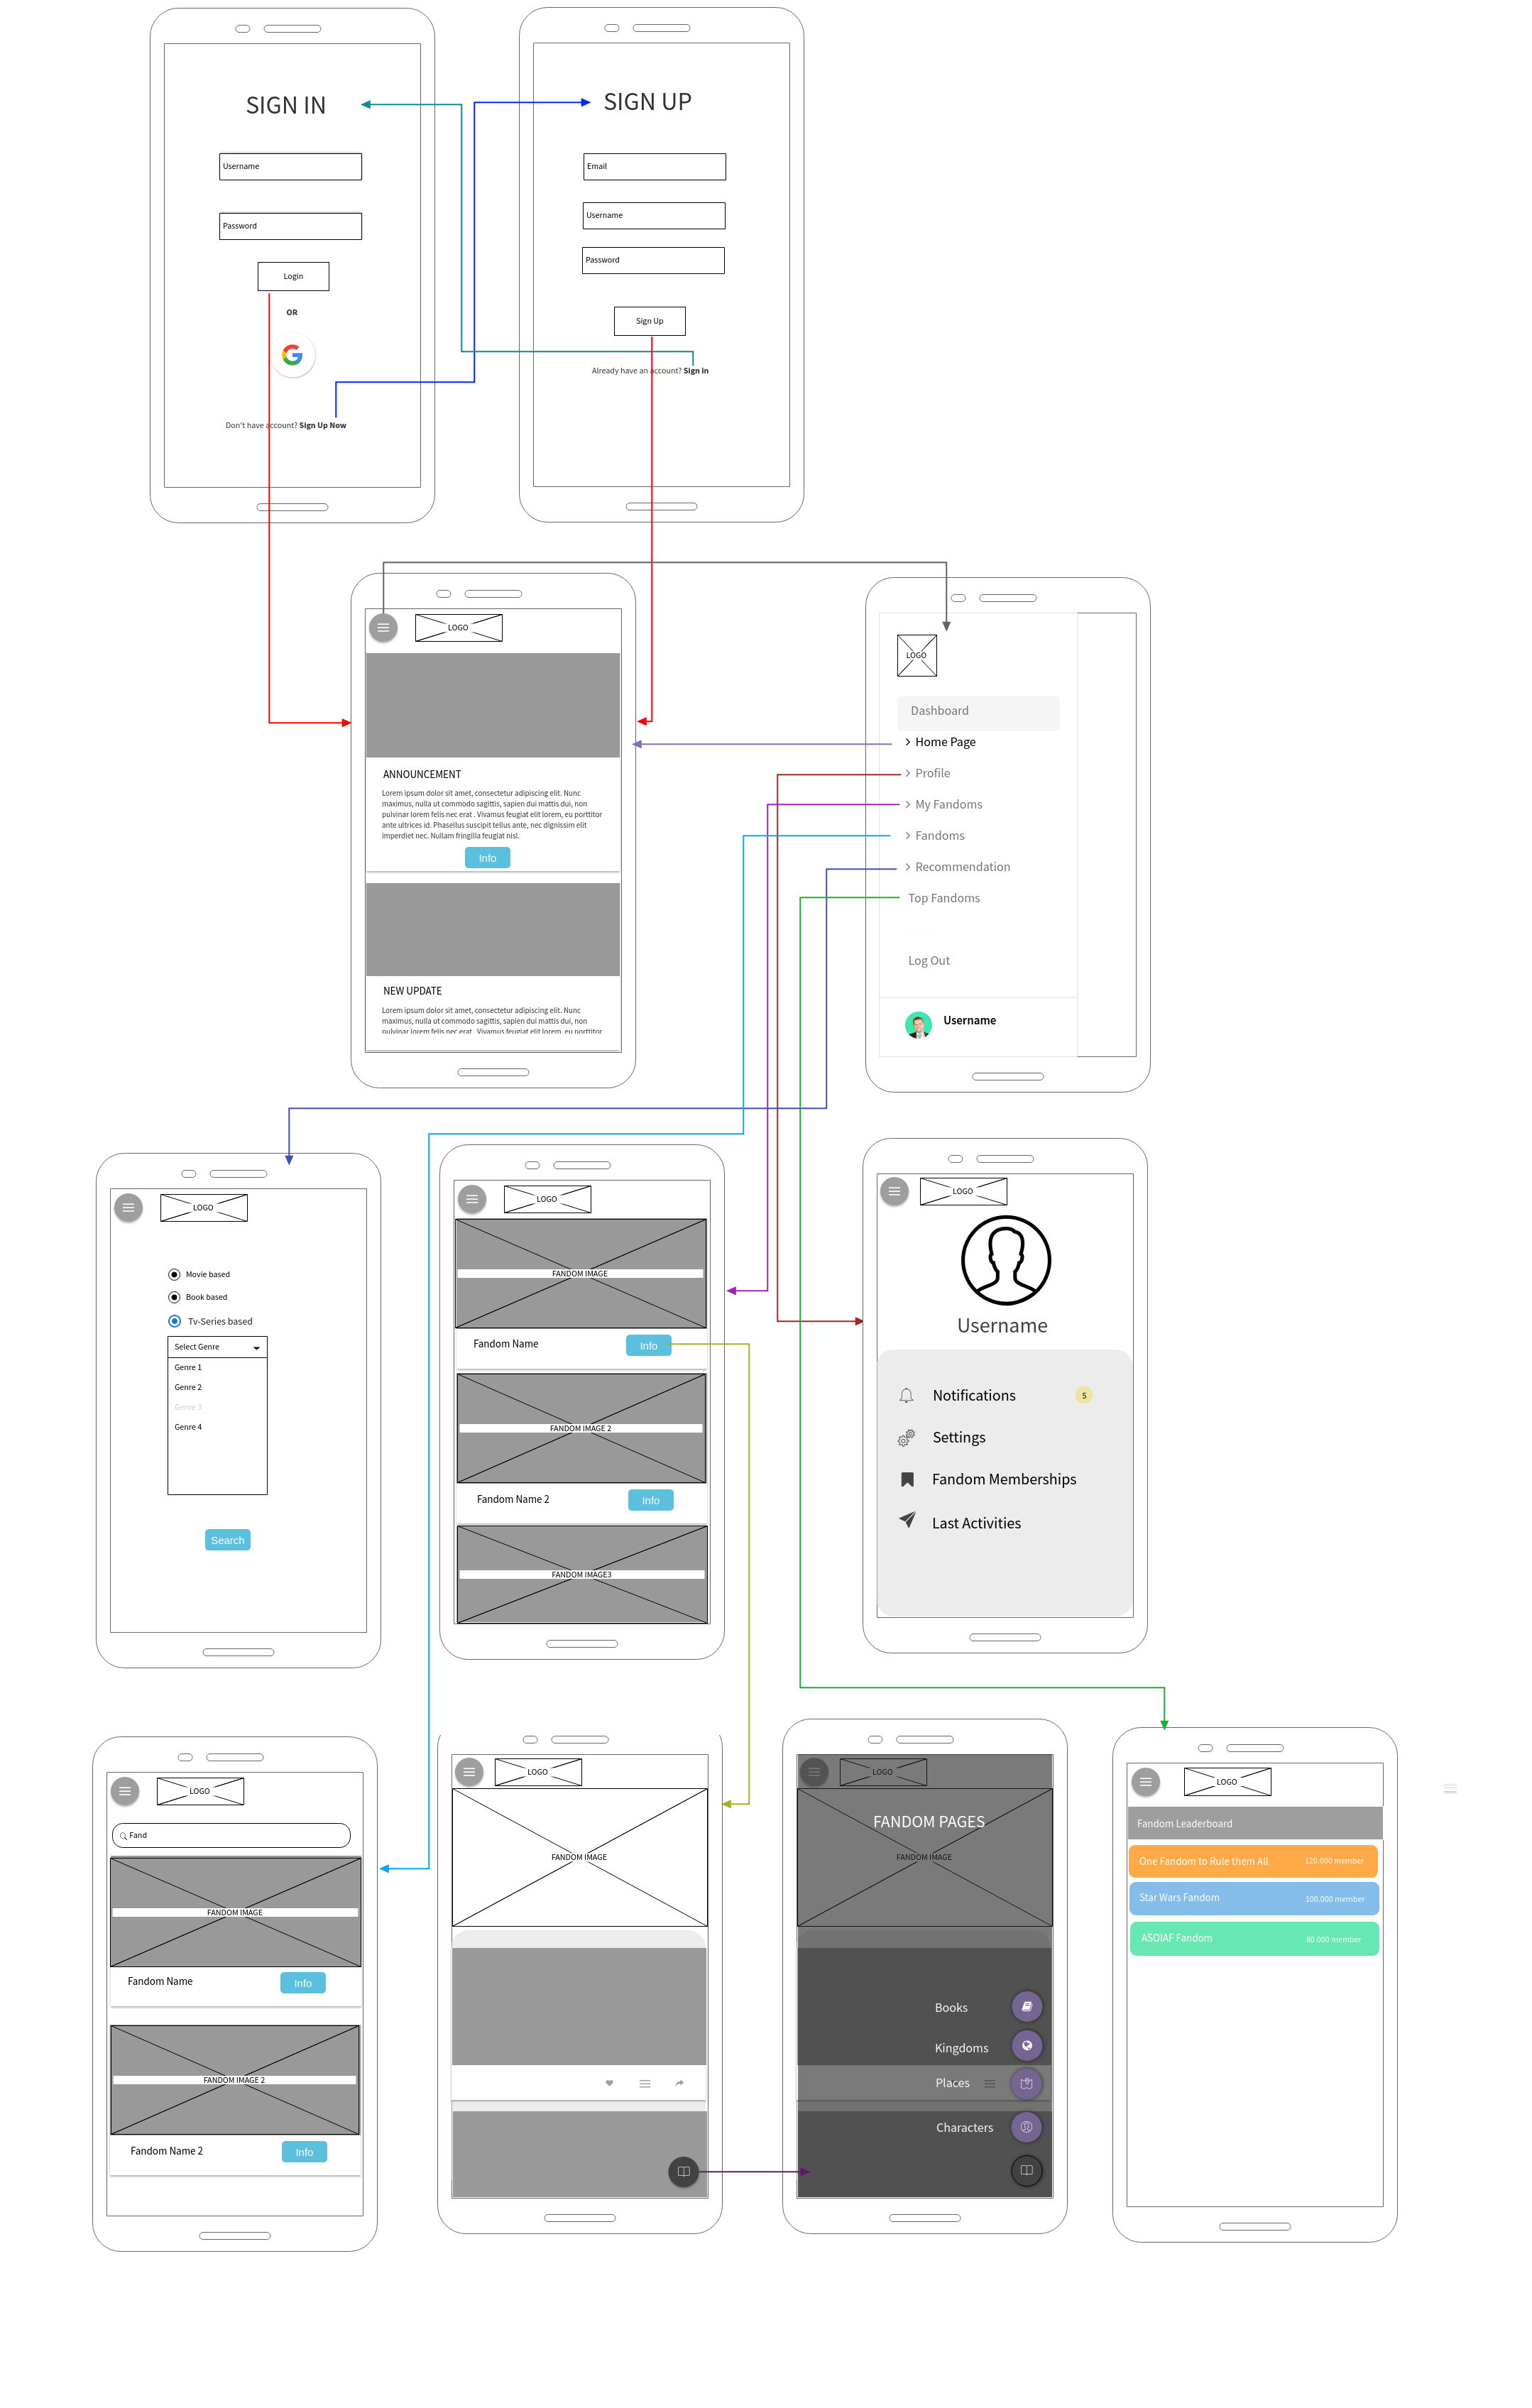 SIGN IN
Username
Password
Login
OR
Don't have account? Sign Up Now
SIGN UP
Email
Username
Password
Sign Up
Already have an account? Sign in
LOGO
ANNOUNCEMENT
Lorem ipsum dolor sit amet, consectetur adipiscing elit. Nunc
maximus, nulla ut commodo sagittis, sapien dui mattis dui, non
pulvinar lorem felis nec erat . Vivamus feugiat elit lorem, eu porttitor
ante ultrices id. Phasellus suscipit tellus ante, nec dignissim elit
imperdiet nec. Nullam fringilla feugiat nisl.
Info
NEW UPDATE
Lorem ipsum dolor sit amet, consectetur adipiscing elit. Nunc
maximus, nulla ut commodo sagittis, sapien dui mattis dui, non
pulvinar lorem felis nec erat . Vivamus feugiat elit lorem, eu porttitor
LOGO
Dashboard
Home Page
Profile
My Fandoms
Fandoms
Recommendation
Top Fandoms
Log Out
Username
LOGO
Movie based
Book based
Tv-Series based
Select Genre
Genre 1
Genre 2
Genre 3
Genre 4
Search
LOGO
FANDOM IMAGE
Fandom Name
Info
FANDOM IMAGE 2
Fandom Name 2
Info
FANDOM IMAGE3
LOGO
Username
Notifications
5
Settings
Fandom Memberships
Last Activities
LOGO
Fand
FANDOM IMAGE
Fandom Name
Info
FANDOM IMAGE 2
Fandom Name 2
Info
LOGO
FANDOM IMAGE
LOGO
FANDOM PAGES
FANDOM IMAGE
Books
Kingdoms
Places
Characters
LOGO
Fandom Leaderboard
One Fandom to Rule them All
120.000 member
Star Wars Fandom
100.000 member
ASOIAF Fandom
80.000 member